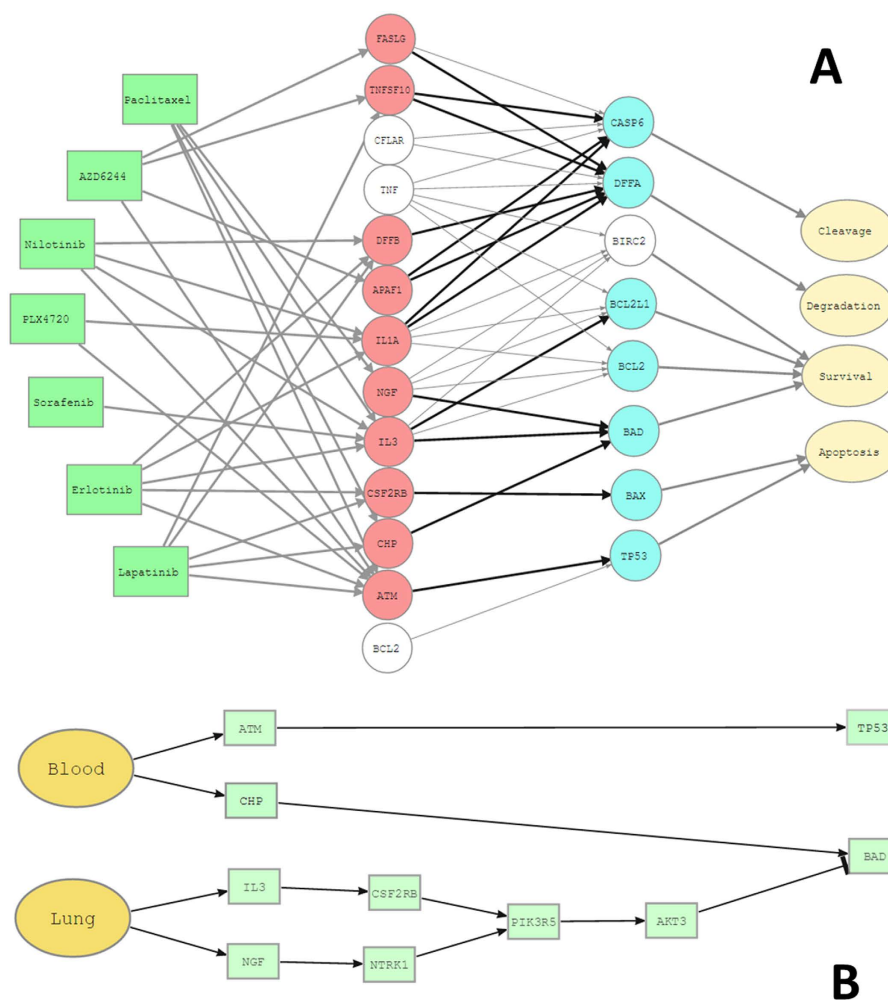 A
Paclitaxel
AZD6244
Nilotinib
PLX4720
Sorafenib
Erlotinib
Lapatinib
FASLG
TNFSF10
CFLAR
TNF
DFFB
APAF1
IL1A
NGF
IL3
CSF2RB
CHP
ATM
BCL2
CASP6
DFFA
BIRC2
BCL2L1
BCL2
BAD
BAX
TP53
Cleavage
Degradation
Survival
Apoptosis
Blood
ATM
TP53
CHP
BAD
Lung
IL3
CSF2RB
PIK3R5
AKT3
NGF
NTRK1
B